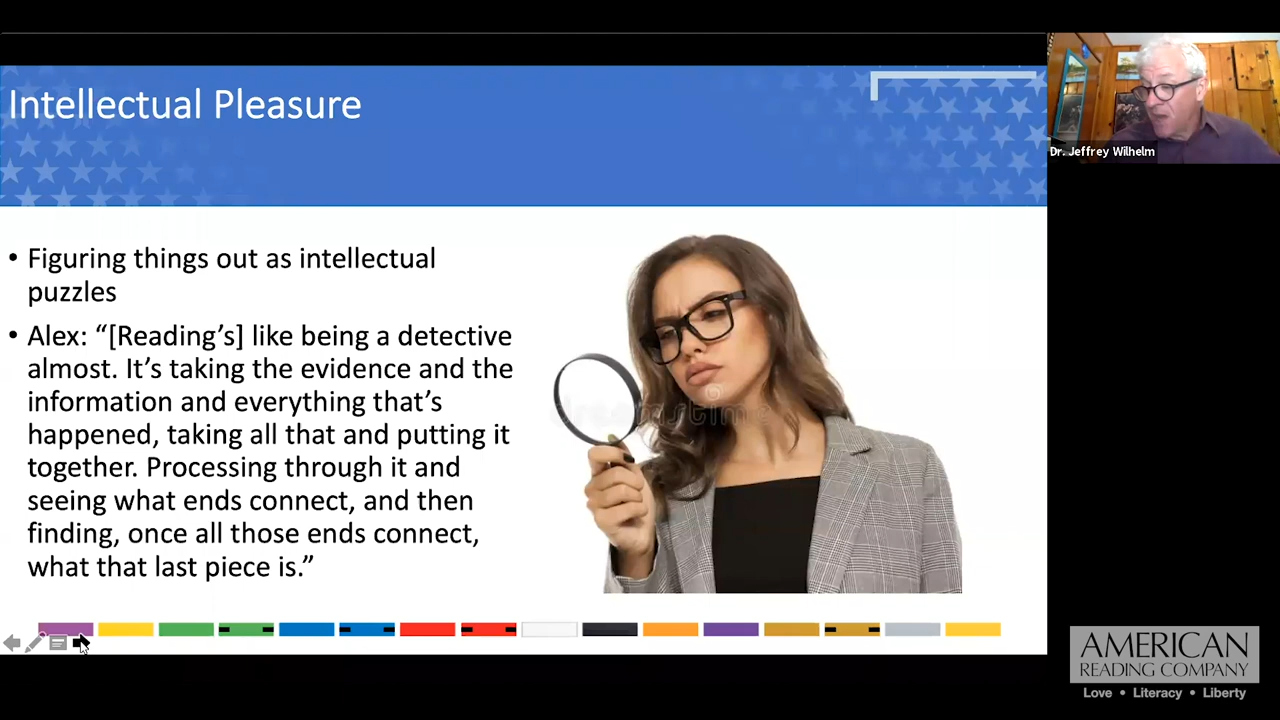 Intellectual Pleasure
Dr. Jeffrey Wilhelm
• Figuring things out as intellectual
puzzles
• Alex: “[Reading’s] like being a detective
almost. It’s taking the evidence and the
information and everything that’s
happened, taking all that and putting it
together. Processing through it and
seeing what ends connect, and then
finding, once all those ends connect,
what that last piece is.”
dreamstime
AMERICAN
READING COMPANY
Love • Literacy • Liberty